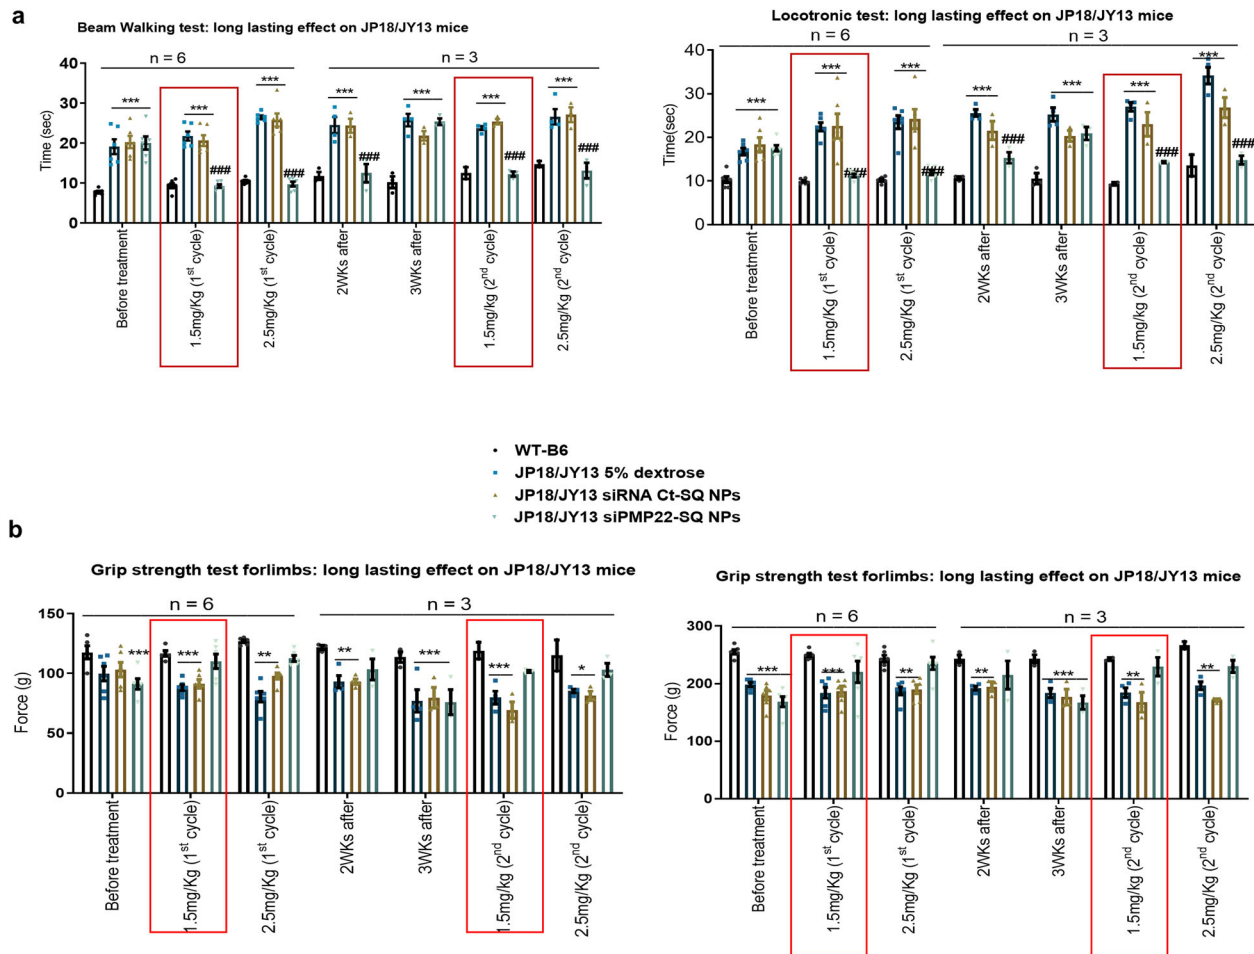 a
Beam Walking test: long lasting effect on JP18/JY13 mice
n = 6
n = 3
Time(sec)
40
30
20
10
0
***
***
***
***
***
***
***
###
###
###
###
###
Before treatment
1.5mg/Kg (1st cycle)
2.5mg/Kg (1st cycle)
2WKs after
3WKs after
1.5mg/kg (2nd cycle)
2.5mg/Kg (2nd cycle)
Locotronic test: long lasting effect on JP18/JY13 mice
n = 6
n = 3
Time(sec)
40
30
20
10
0
***
***
***
***
***
***
***
###
###
###
###
###
Before treatment
1.5mg/Kg (1st cycle)
2.5mg/Kg (1st cycle)
2WKs after
3WKs after
1.5mg/Kg (2nd cycle)
2.5mg/Kg (2nd cycle)
WT-B6
JP18/JY13 5% dextrose
JP18/JY13 siRNA Ct-SQ NPs
JP18/JY13 siPMP22-SQ NPs
b
Grip strength test forlimbs: long lasting effect on JP18/JY13 mice
n = 6
n = 3
Force (g)
150
100
50
0
***
***
**
**
***
***
*
Before treatment
1.5mg/Kg (1st cycle)
2.5mg/Kg (1st cycle)
2WKs after
3WKs after
1.5mg/kg (2nd cycle)
2.5mg/Kg (2nd cycle)
Grip strength test forlimbs: long lasting effect on JP18/JY13 mice
n = 6
n = 3
Force (g)
300
200
100
0
***
***
**
**
***
**
**
Before treatment
1.5mg/Kg (1st cycle)
2.5mg/Kg (1st cycle)
2WKs after
3WKs after
1.5mg/kg (2nd cycle)
2.5mg/Kg (2nd cycle)